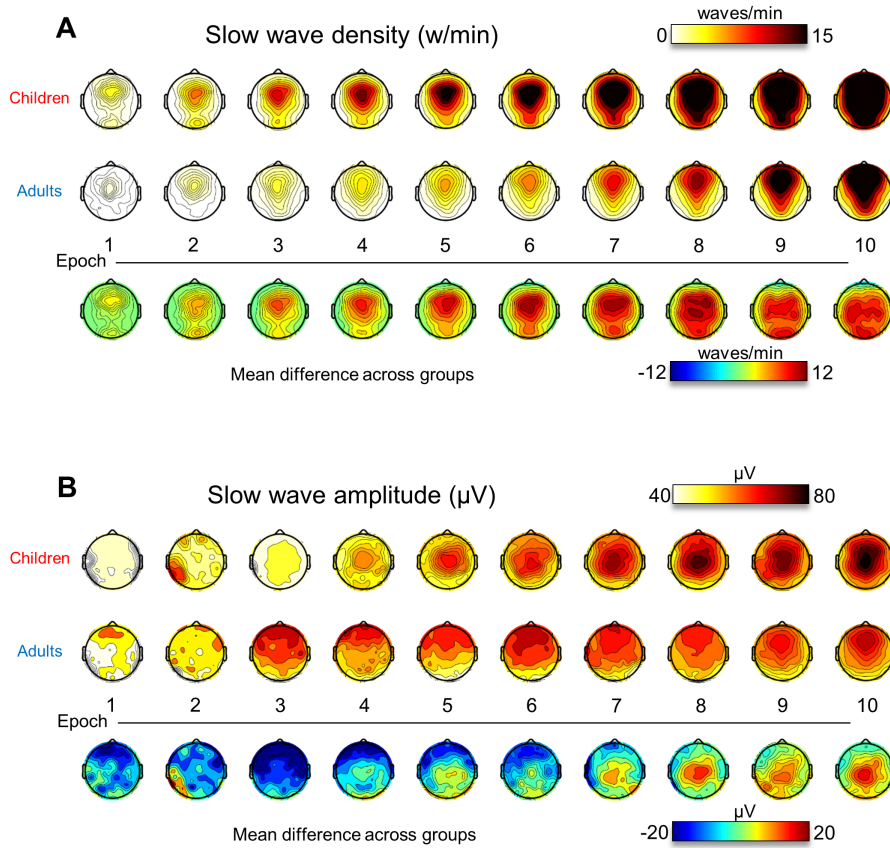 A
Slow wave density (w/min)
waves/min
0 15
Children
Adults
1 2 3 4 5 6 7 8 9 10
Epoch
waves/min
-12 12
Mean difference across groups
B
Slow wave amplitude (µV)
µV
40 80
Children
Adults
1 2 3 4 5 6 7 8 9 10
Epoch
µV
-20 20
Mean difference across groups